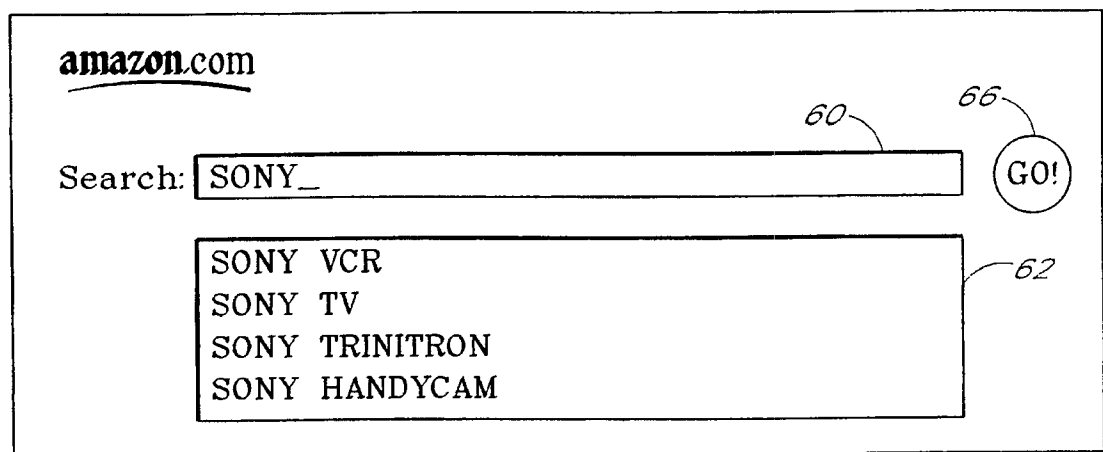 amazon.com
60
66
Search: SONY_ GO!
SONY VCR
62
SONY TV
SONY TRINITRON
SONY HANDYCAM